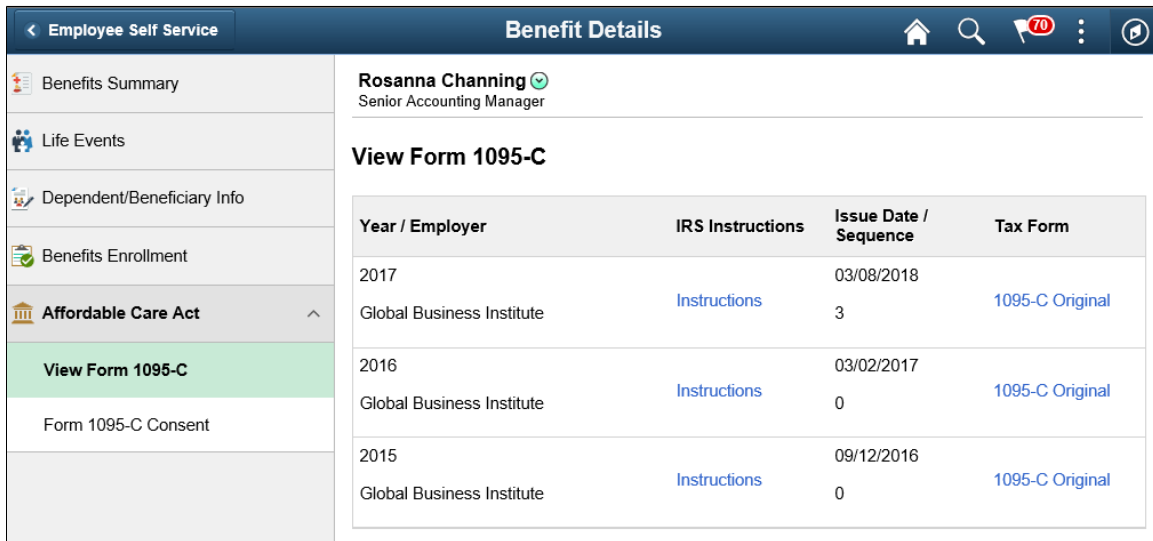 Employee Self Service
Benefit Details
70
Benefits Summary
Life Events
Dependent/Beneficiary Info
Benefits Enrollment
Affordable Care Act
View Form 1095-C
Form 1095-C Consent
Rosanna Channing
Senior Accounting Manager
View Form 1095-C
Year / Employer IRS Instructions Issue Date / Sequence Tax Form
2017 03/08/2018
Instructions 1095-C Original
Global Business Institute 3
2016 03/02/2017
Instructions 1095-C Original
Global Business Institute 0
2015 09/12/2016
Instructions 1095-C Original
Global Business Institute 0